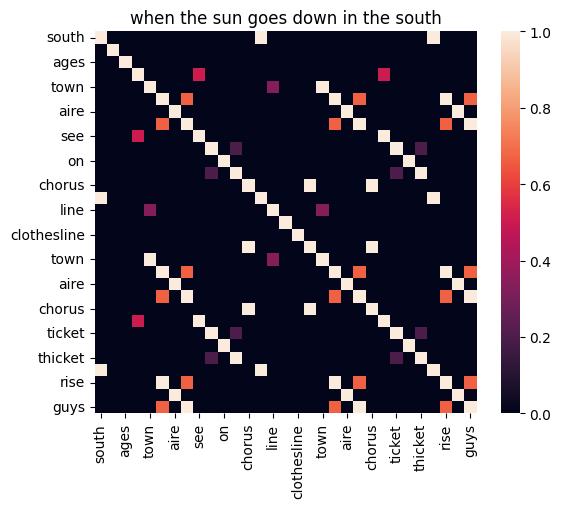 when the sun goes down in the south
south
ages
town
aire
see
on
chorus
line
clothesline
town
aire
chorus
ticket
thicket
rise
guys
south
ages
town
aire
see
on
chorus
line
clothesline
town
aire
chorus
ticket
thicket
rise
guys
1.0
0.8
0.6
0.4
0.2
0.0